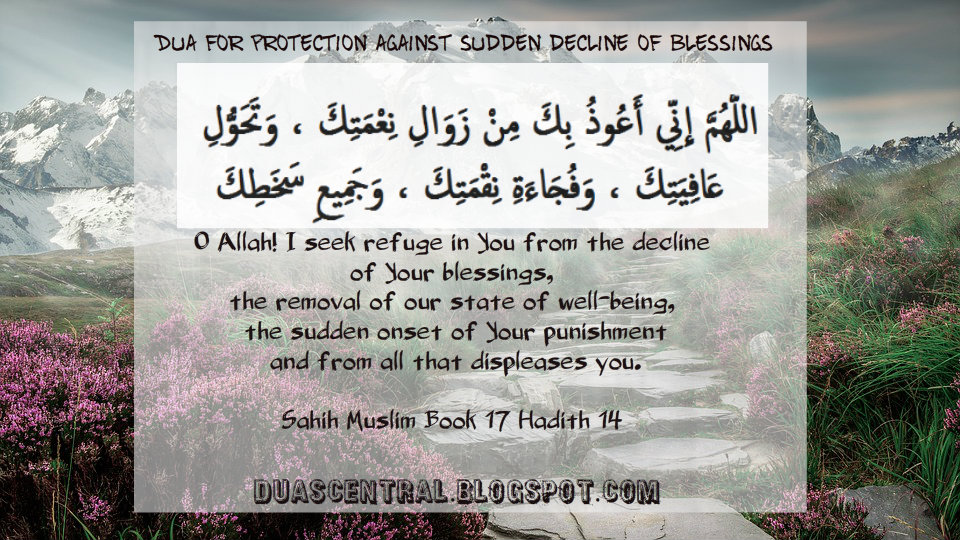 DUA FOR PROTECTION AGAINST SUDDEN DECLINE OF BLESSINGS
اللَّهُمَّ إِنِّي أَعُوذُ بِكَ مِنْ زَوَالِ نِعْمَتِكَ ، وَتَحَوُّلِ
عَافِيَتِكَ ، وَفُجَاءَةِ نِقْمَتِكَ ، وَجَمِيعِ سَخَطِكَ
O Allah! I seek refuge in You from the decline
of Your blessings,
the removal of our state of well-being,
the sudden onset of Your punishment
and from all that displeases you.
Sahih Muslim Book 17 Hadith 14
DUASCENTRAL.BLOGSPOT.COM